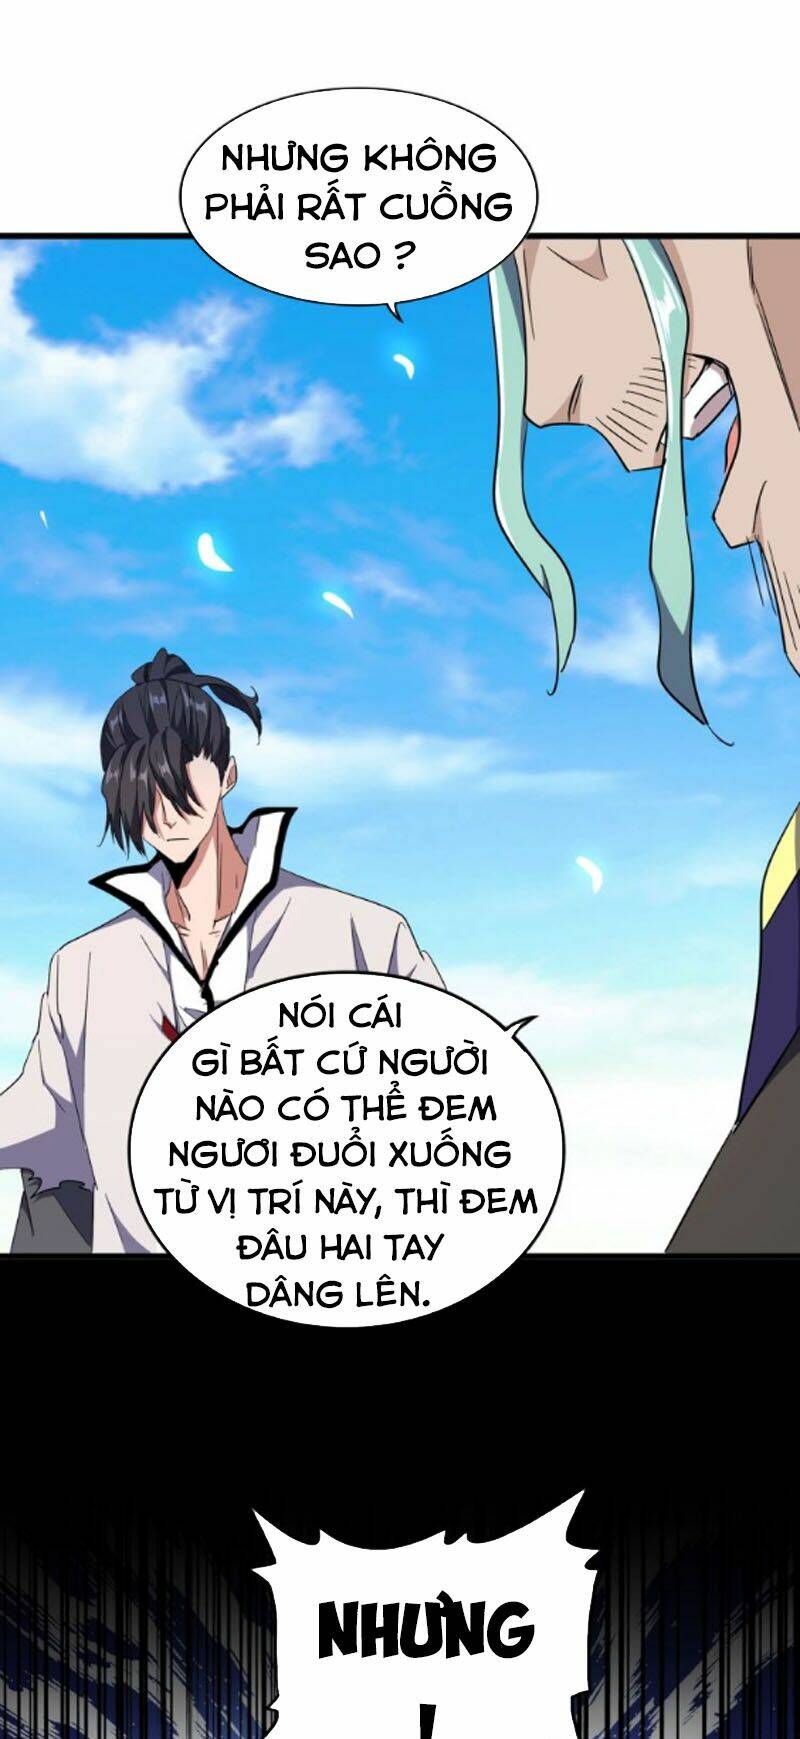 NHƯNG KHÔNG
PHẢI RẤT CUỒNG
SAO ?
NÓI CÁI
GÌ BẤT CỨ NGƯỜI
NÀO CÓ THỂ ĐEM
NGƯƠI ĐUỔI XUỐNG
TỪ VỊ TRÍ NÀY, THÌ ĐEM
ĐẦU HAI TAY
DÂNG LÊN.
NHƯNG
!